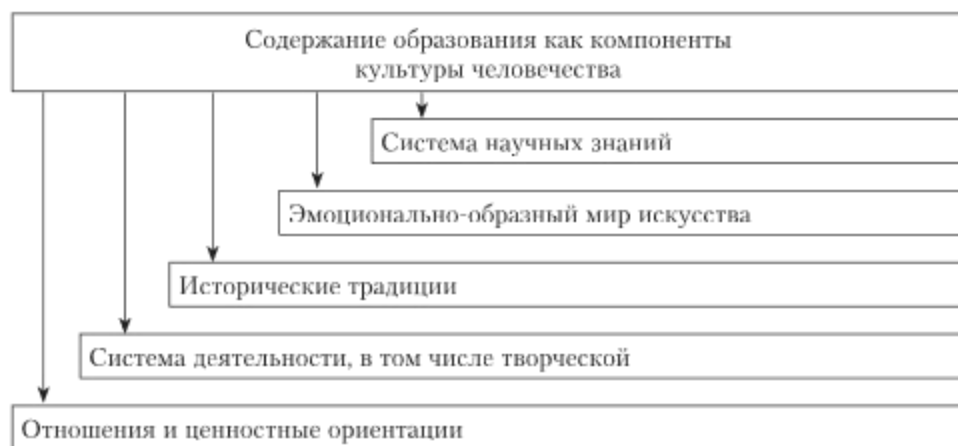 Содержание образования как компоненты
культуры человечества
Система научных знаний
Эмоционально-образный мир искусства
Исторические традиции
Система деятельности, в том числе творческой
Отношения и ценностные ориентации